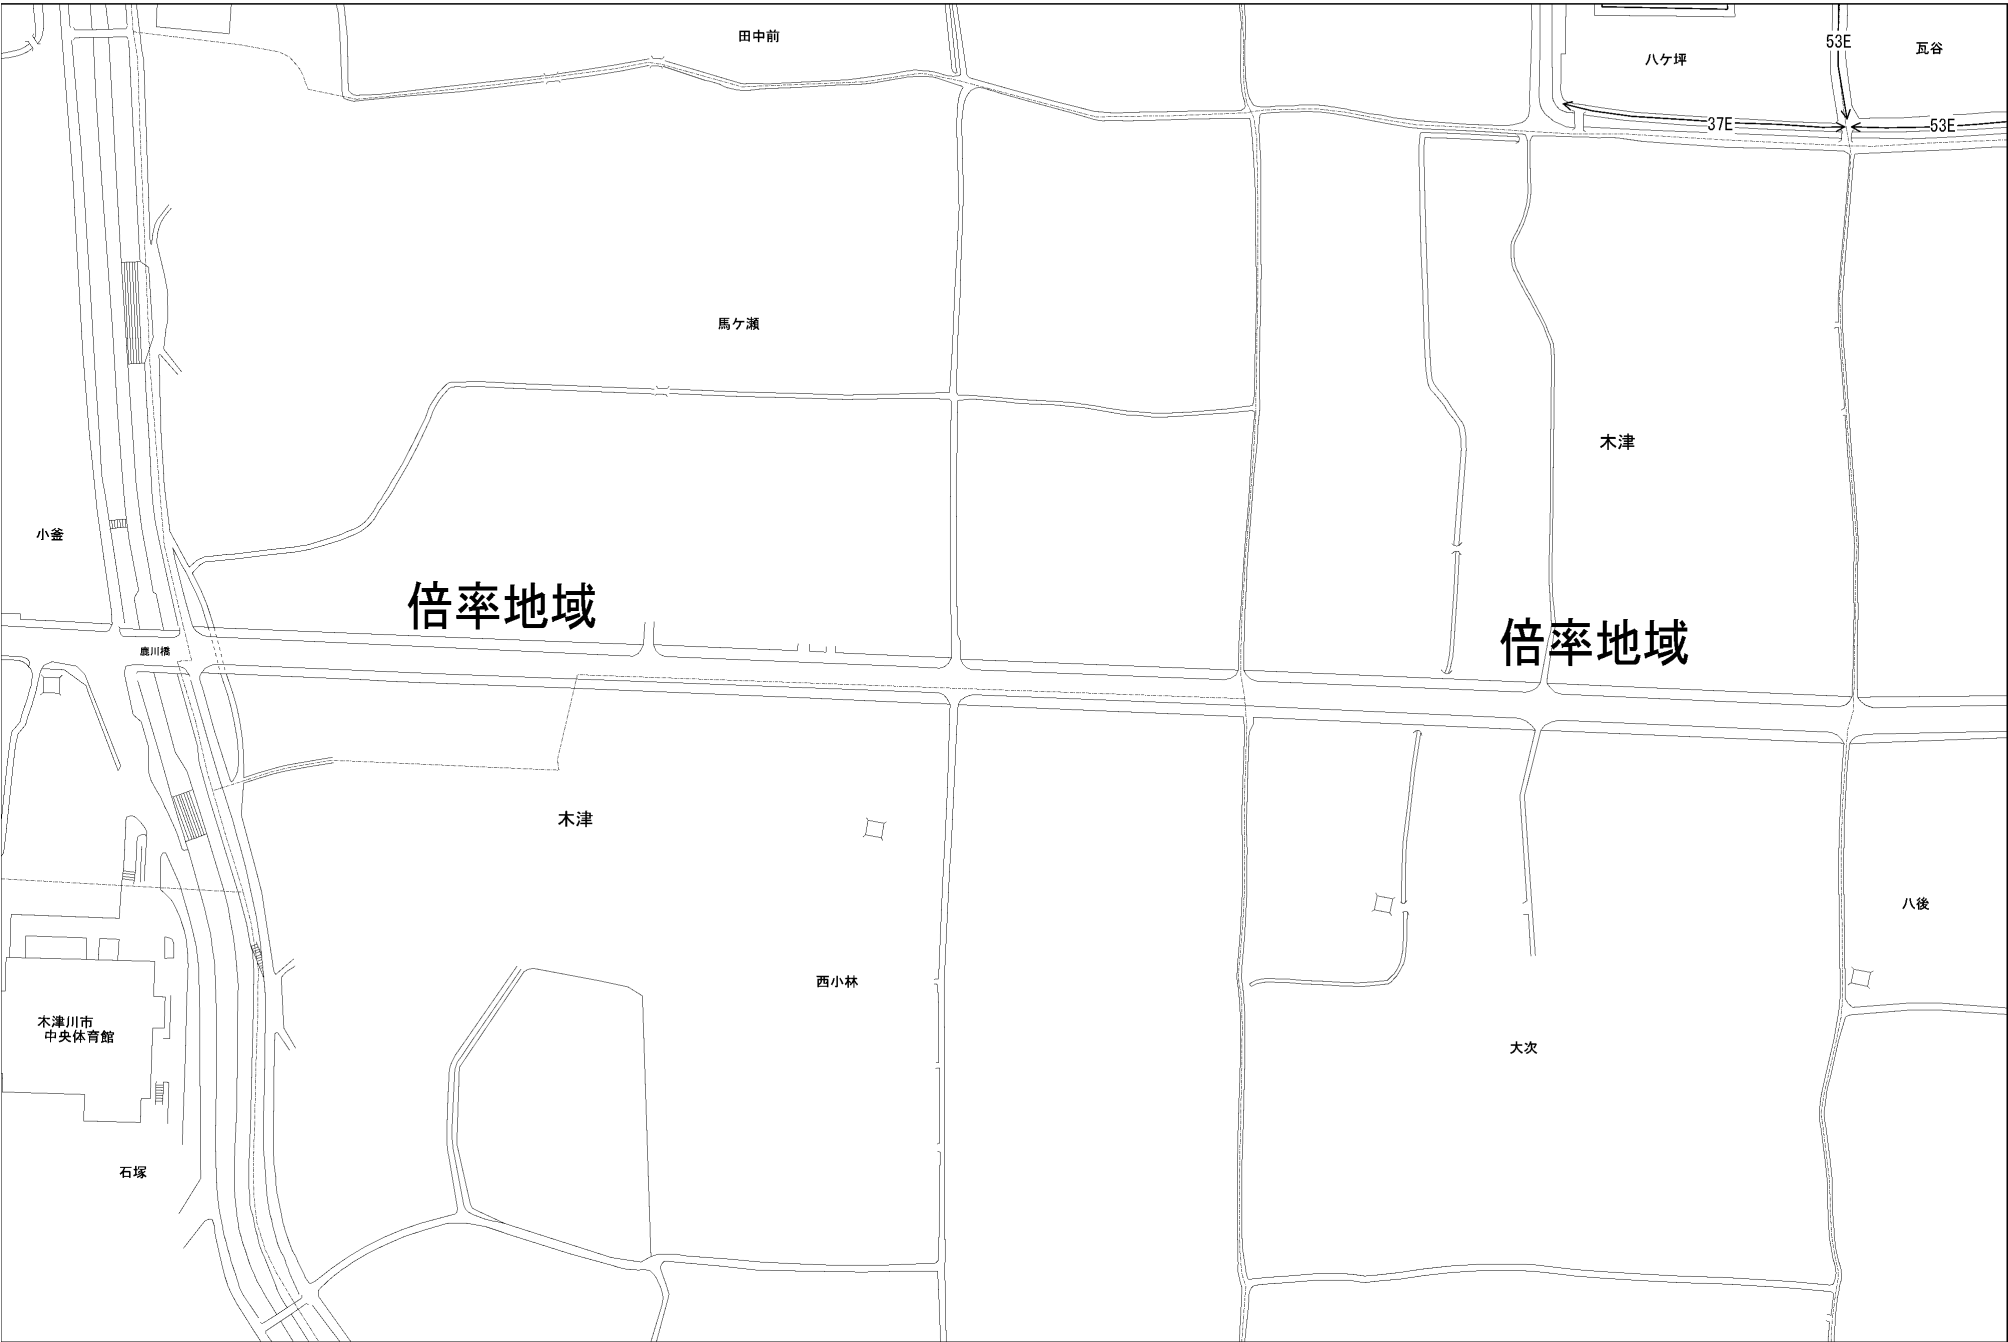 田中前
53E
瓦谷
八ケ坪
37E
53E
馬ケ瀬
木津
小釜
倍率地域
倍率地域
鹿川橋
木津
八後
西小林
木津川市
中央体育館
大次
石塚